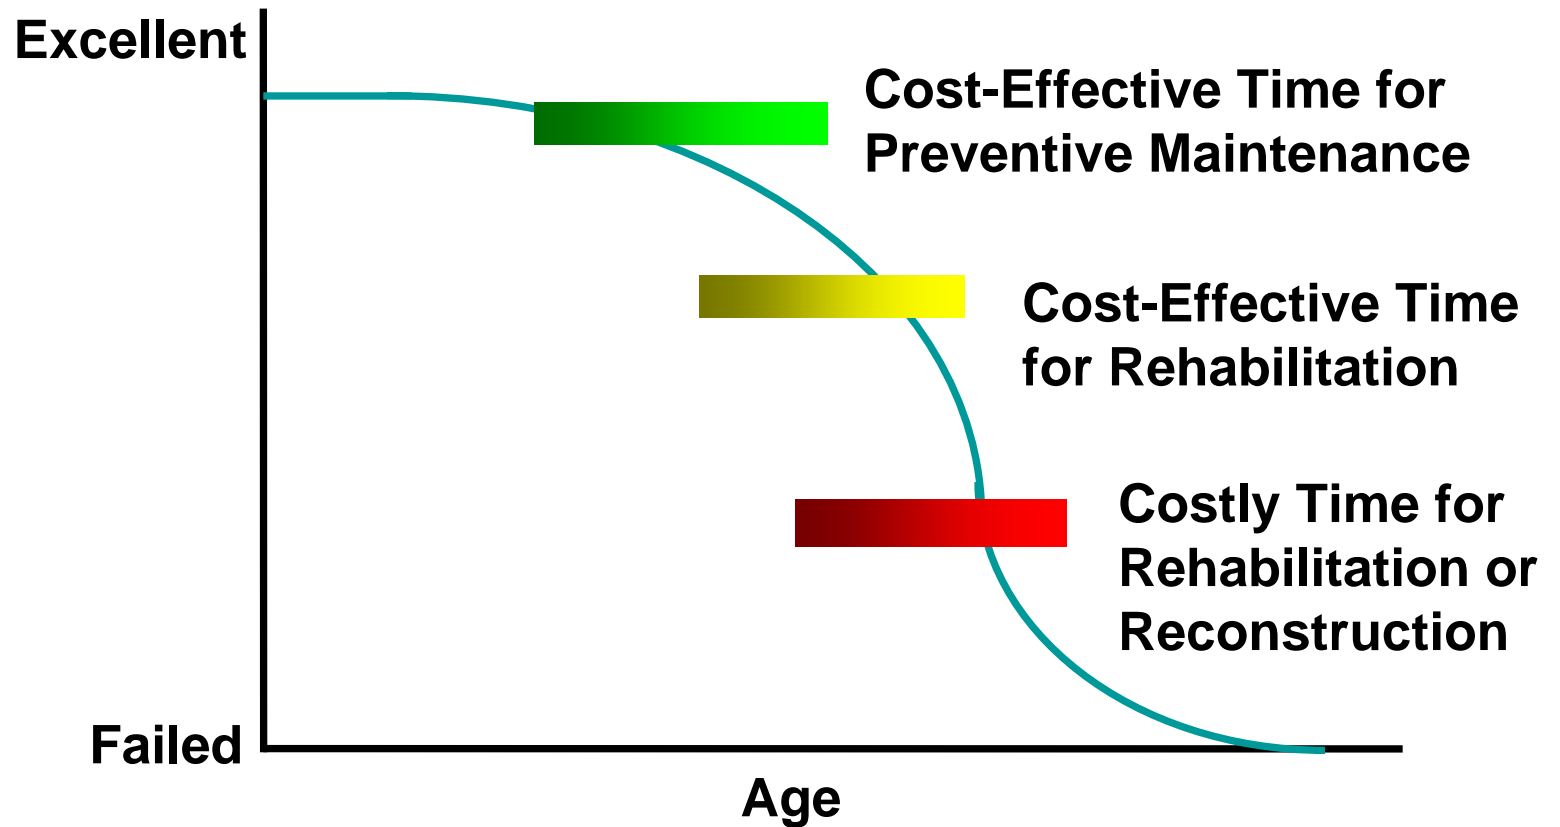 Excellent
Cost-Effective Time for
Preventive Maintenance
Cost-Effective Time
for Rehabilitation
Costly Time for
Rehabilitation or
Reconstruction
Failed
Age